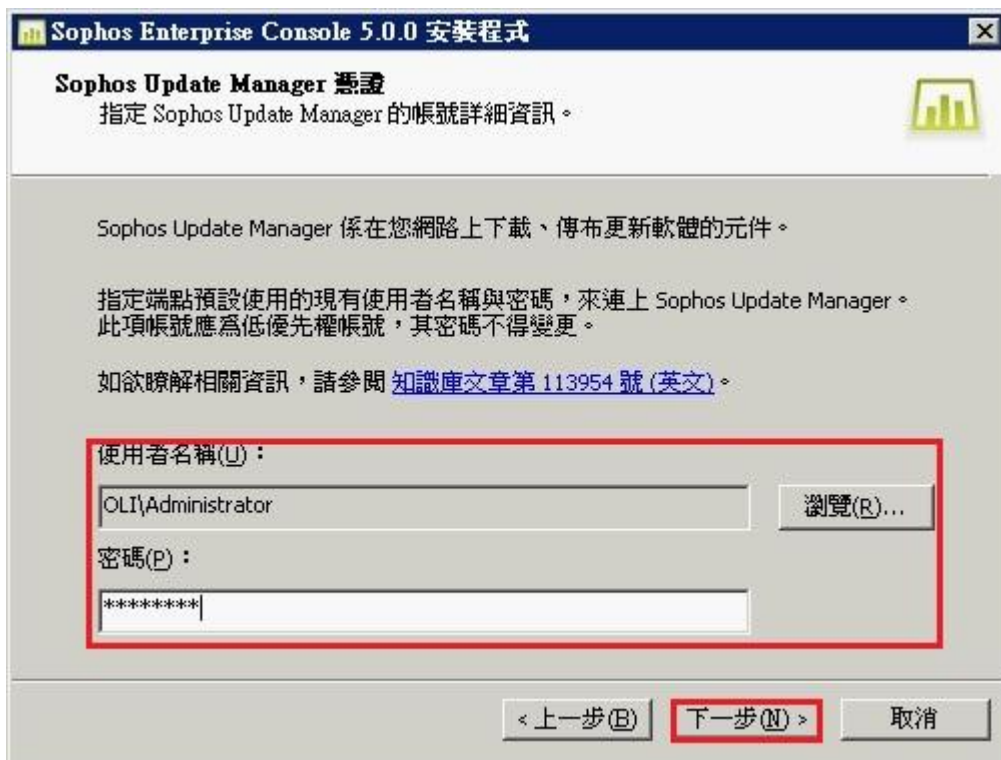 Sophos Enterprise Console 5.0.0 安裝程式
Sophos Update Manager 憑證
指定 Sophos Update Manager 的帳號詳細資訊。
Sophos Update Manager 係在您網路上下載、傳布更新軟體的元件。
指定端點預設使用的現有使用者名稱與密碼，來連上 Sophos Update Manager。
此項帳號應為低優先權帳號，其密碼不得變更。
如欲瞭解相關資訊，請參閱 知識庫文章第 113954 號 (英文)。
使用者名稱(U)：
OLI\Administrator 瀏覽(R)...
密碼(P)：
********
< 上一步(B) 下一步(N) > 取消